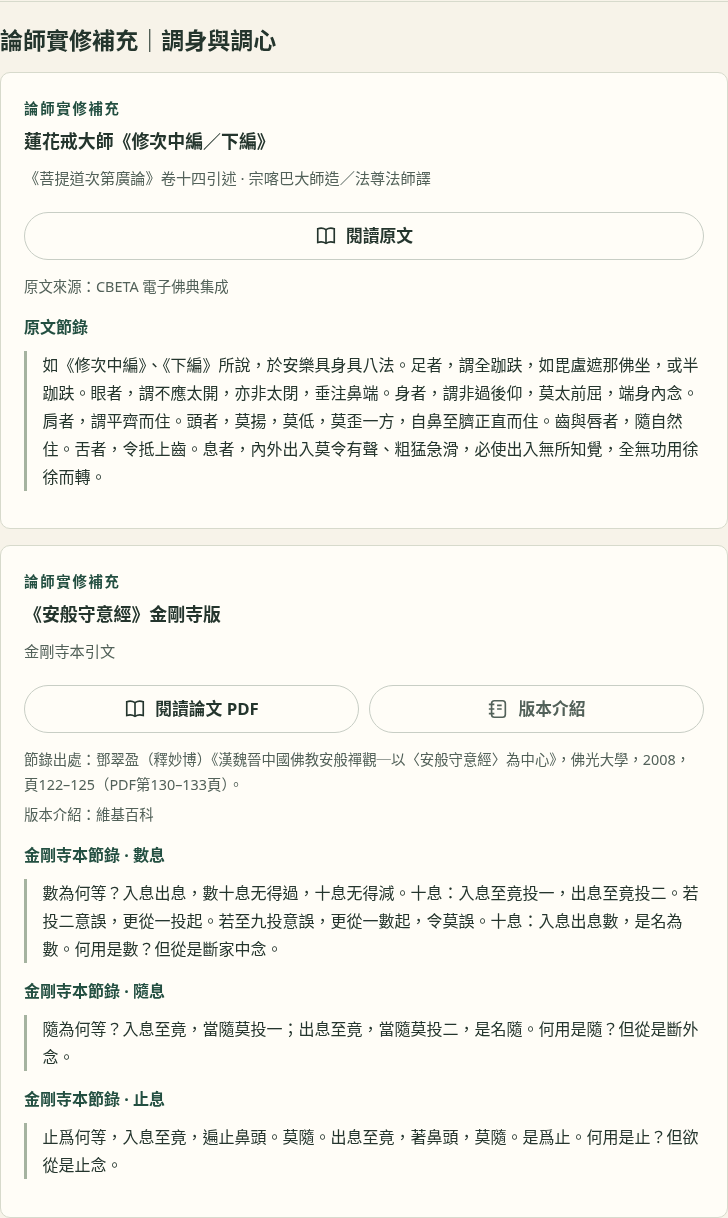 論師實修補充｜調身與調心
論師實修補充
蓮花戒大師《修次中編／下編》
《菩提道次第廣論》卷十四引述 · 宗喀巴大師造／法尊法師譯
閱讀原文
原文來源：CBETA 電子佛典集成
原文節錄
如《修次中編》、《下編》所說，於安樂具身具八法。足者，謂全跏趺，如毘盧遮那佛坐，或半
跏趺。眼者，謂不應太開，亦非太閉，垂注鼻端。身者，謂非過後仰，莫太前屈，端身內念。
肩者，謂平齊而住。頭者，莫揚，莫低，莫歪一方，自鼻至臍正直而住。齒與唇者，隨自然
住。舌者，令抵上齒。息者，內外出入莫令有聲、粗猛急滑，必使出入無所知覺，全無功用徐
徐而轉。
論師實修補充
《安般守意經》金剛寺版
金剛寺本引文
閱讀論文 PDF
版本介紹
節錄出處：鄧翠盈（釋妙博）《漢魏晉中國佛教安般禪觀─以〈安般守意經〉為中心》，佛光大學，2008，
頁122–125（PDF第130–133頁）。
版本介紹：維基百科
金剛寺本節錄 · 數息
數為何等？入息出息，數十息无得過，十息无得減。十息：入息至竟投一，出息至竟投二。若
投二意誤，更從一投起。若至九投意誤，更從一數起，令莫誤。十息：入息出息數，是名為
數。何用是數？但從是斷家中念。
金剛寺本節錄 · 隨息
隨為何等？入息至竟，當隨莫投一；出息至竟，當隨莫投二，是名隨。何用是隨？但從是斷外
念。
金剛寺本節錄 · 止息
止爲何等，入息至竟，遍止鼻頭。莫隨。出息至竟，著鼻頭，莫隨。是爲止。何用是止？但欲
從是止念。